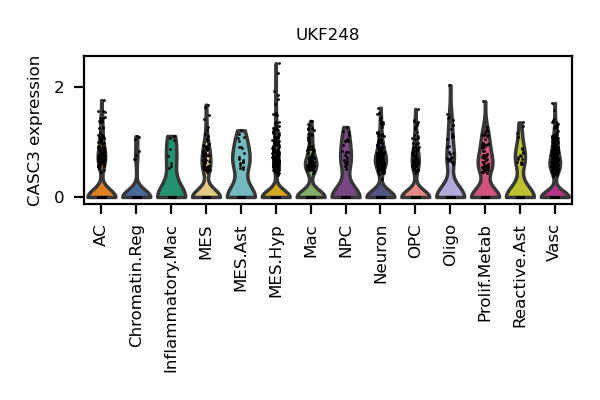 UKF248
CASC3 expression
2
0
AC
Chromatin.Reg
Inflammatory.Mac
MES
MES.Ast
MES.Hyp
Mac
NPC
Neuron
OPC
Oligo
Prolif.Metab
Reactive.Ast
Vasc